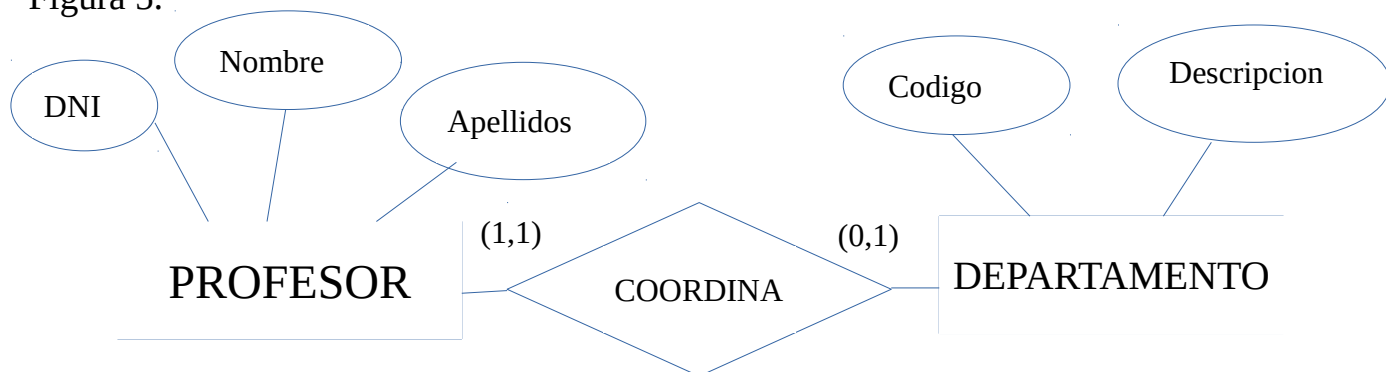 Figura 3:
Nombre
DNI
Apellidos
Codigo
Descripcion
(1,1)
(0,1)
PROFESOR
COORDINA
DEPARTAMENTO